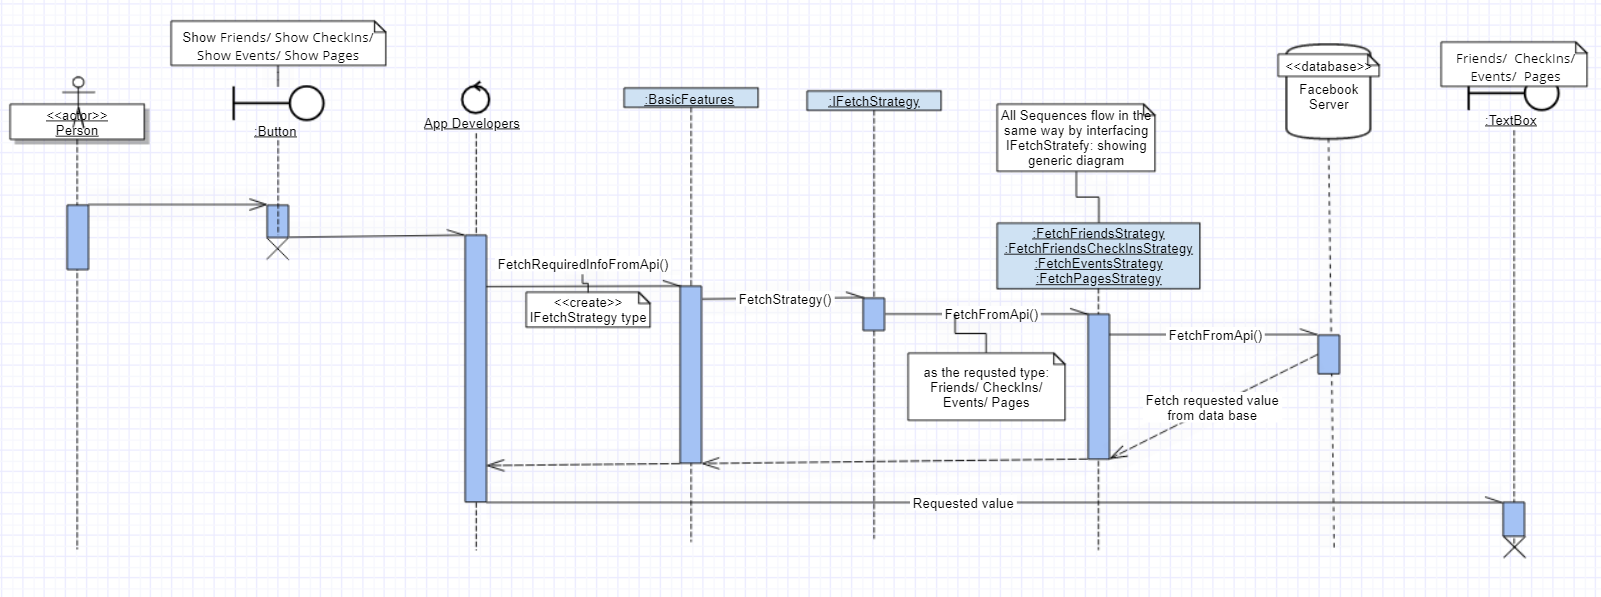 Show Friends/ Show CheckIns/
Show Events/ Show Pages
<<actor>>
Person
:Button
App Developers
:BasicFeatures
:IFetchStrategy
All Sequences flow in the
same way by interfacing
IFetchStratefy: showing
generic diagram
:FetchFriendsStrategy
:FetchFriendsCheckInsStrategy
:FetchEventsStrategy
:FetchPagesStrategy
<<database>>
Facebook
Server
Friends/ CheckIns/
Events/ Pages
:TextBox
FetchRequiredInfoFromApi()
<<create>>
IFetchStrategy type
FetchStrategy()
FetchFromApi()
as the requsted type:
Friends/ CheckIns/
Events/ Pages
FetchFromApi()
Fetch requested value
from data base
Requested value